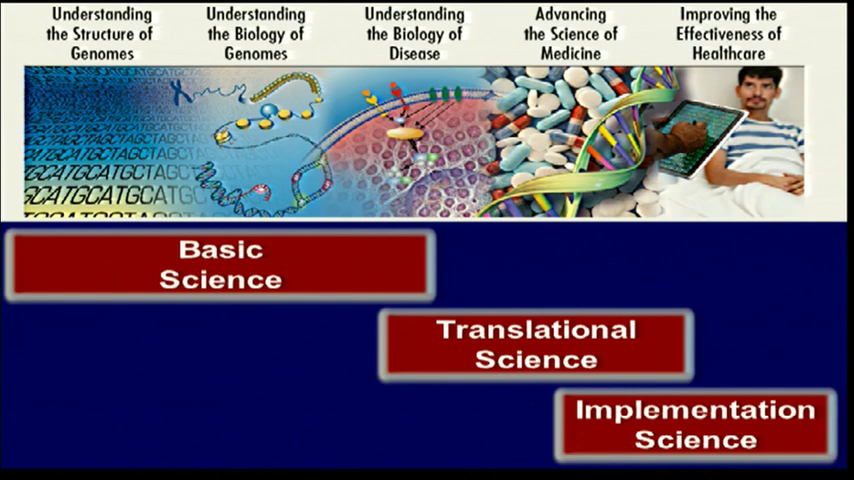 Understanding
the Structure of
Genomes
Understanding
the Biology of
Genomes
Understanding
the Biology of
Disease
Advancing
the Science of
Medicine
Improving the
Effectiveness of
Healthcare
GCATGCATGCATGC
Basic
Science
Translational
Science
Implementation
Science